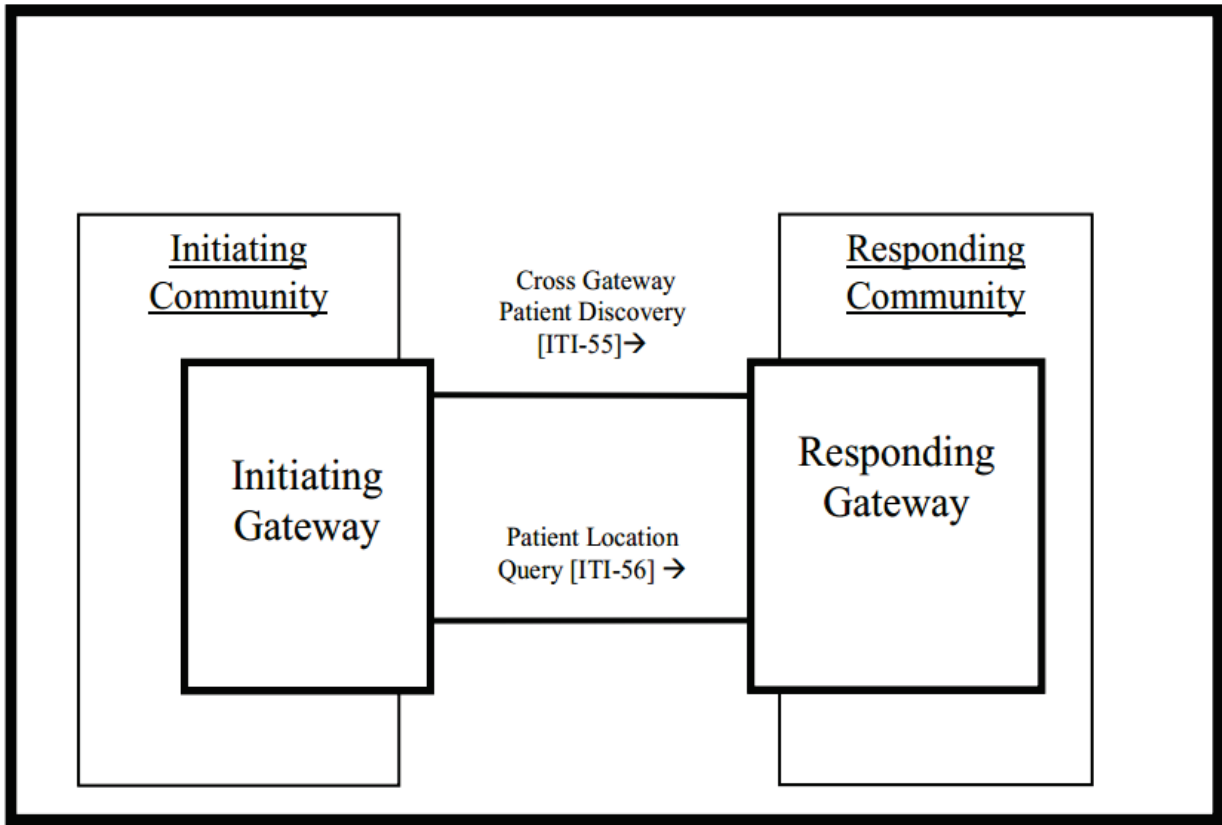 Initiating
Community
Responding
Community
Cross Gateway
Patient Discovery
[ITI-55]→
Initiating
Gateway
Responding
Gateway
Patient Location
Query [ITI-56] →